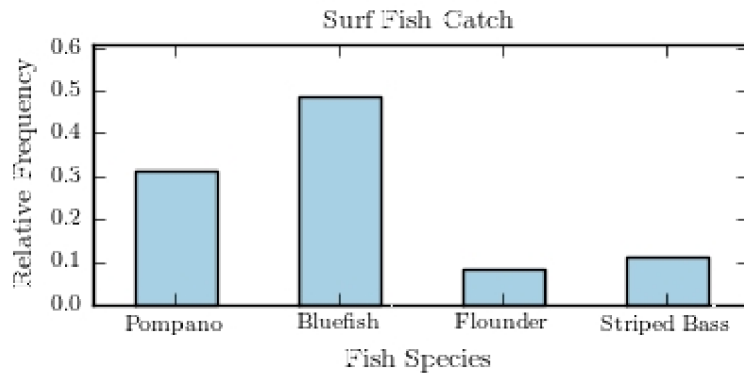 Surf Fish Catch
Relative Frequency
0.6
0.5
0.4
0.3
0.2
0.1
0.0
Pompano Bluefish Flounder Striped Bass
Fish Species